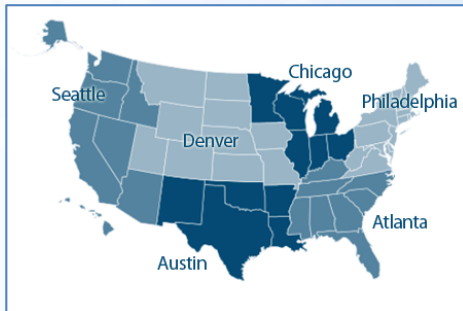 Chicago
Seattle
Philadelphia
Denver
Atlanta
Austin